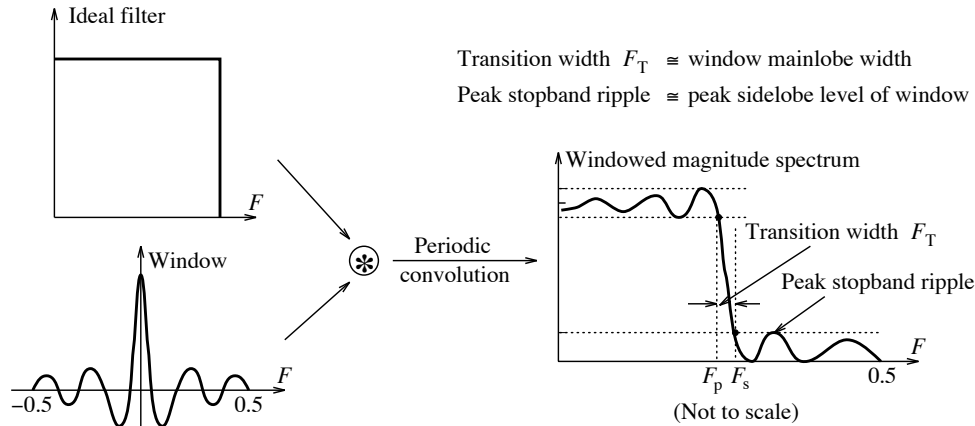 Ideal filter
F
Window
F
−0.5
0.5
Periodic
convolution
Transition width F_T ≅ window mainlobe width
Peak stopband ripple ≅ peak sidelobe level of window
Windowed magnitude spectrum
Transition width F_T
Peak stopband ripple
F
F_p F_s
0.5
(Not to scale)